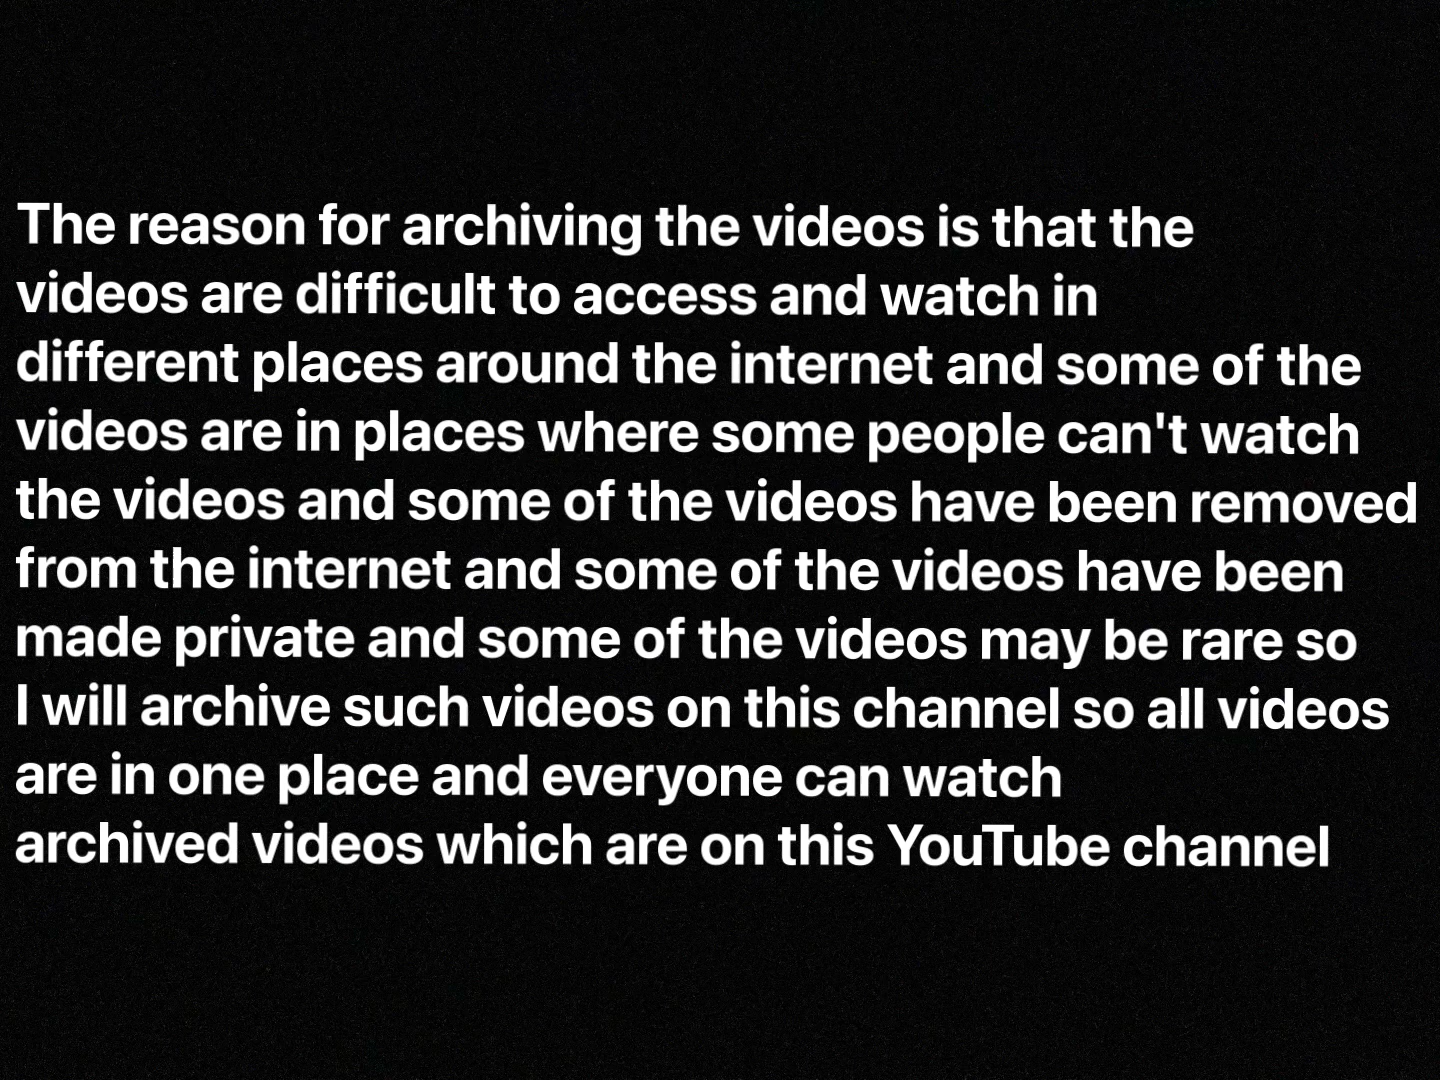 The reason for archiving the videos is that the
videos are difficult to access and watch in
different places around the internet and some of the
videos are in places where some people can't watch
the videos and some of the videos have been removed
from the internet and some of the videos have been
made private and some of the videos may be rare so
I will archive such videos on this channel so all videos
are in one place and everyone can watch
archived videos which are on this YouTube channel